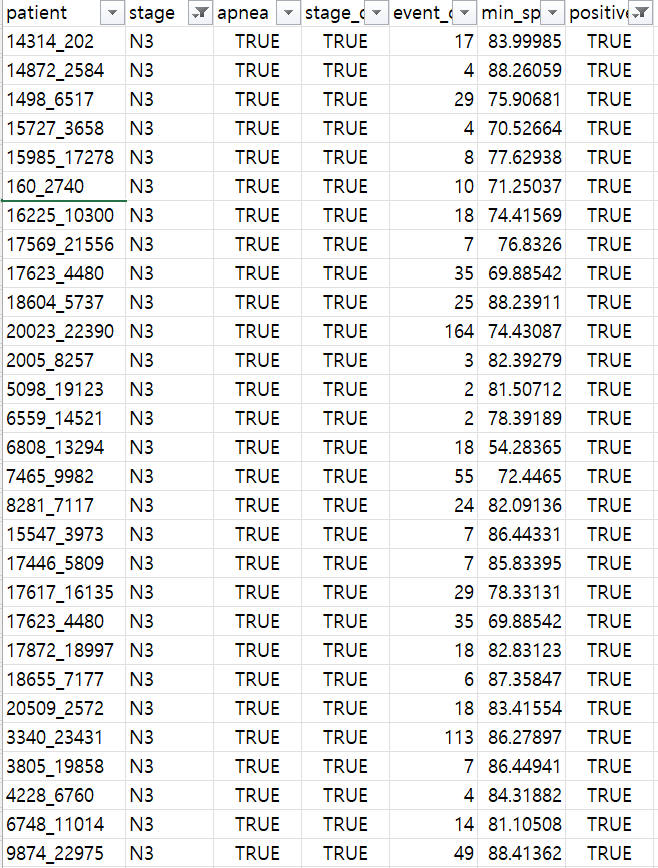 patient stage apnea stage_c event_c min_sp positive
14314_202 N3 TRUE TRUE 17 83.99985 TRUE
14872_2584 N3 TRUE TRUE 4 88.26059 TRUE
1498_6517 N3 TRUE TRUE 29 75.90681 TRUE
15727_3658 N3 TRUE TRUE 4 70.52664 TRUE
15985_17278 N3 TRUE TRUE 8 77.62938 TRUE
160_2740 N3 TRUE TRUE 10 71.25037 TRUE
16225_10300 N3 TRUE TRUE 18 74.41569 TRUE
17569_21556 N3 TRUE TRUE 7 76.8326 TRUE
17623_4480 N3 TRUE TRUE 35 69.88542 TRUE
18604_5737 N3 TRUE TRUE 25 88.23911 TRUE
20023_22390 N3 TRUE TRUE 164 74.43087 TRUE
2005_8257 N3 TRUE TRUE 3 82.39279 TRUE
5098_19123 N3 TRUE TRUE 2 81.50712 TRUE
6559_14521 N3 TRUE TRUE 2 78.39189 TRUE
6808_13294 N3 TRUE TRUE 18 54.28365 TRUE
7465_9982 N3 TRUE TRUE 55 72.4465 TRUE
8281_7117 N3 TRUE TRUE 24 82.09136 TRUE
15547_3973 N3 TRUE TRUE 7 86.44331 TRUE
17446_5809 N3 TRUE TRUE 7 85.83395 TRUE
17617_16135 N3 TRUE TRUE 29 78.33131 TRUE
17623_4480 N3 TRUE TRUE 35 69.88542 TRUE
17872_18997 N3 TRUE TRUE 18 82.83123 TRUE
18655_7177 N3 TRUE TRUE 6 87.35847 TRUE
20509_2572 N3 TRUE TRUE 18 83.41554 TRUE
3340_23431 N3 TRUE TRUE 113 86.27897 TRUE
3805_19858 N3 TRUE TRUE 7 86.44941 TRUE
4228_6760 N3 TRUE TRUE 4 84.31882 TRUE
6748_11014 N3 TRUE TRUE 14 81.10508 TRUE
9874_22975 N3 TRUE TRUE 49 88.41362 TRUE